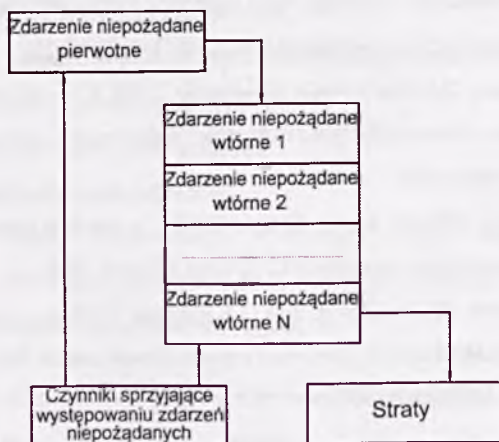 Zdarzenie niepożądane
pierwotne
Zdarzenie niepożądane
wtórne 1
Zdarzenie niepożądane
wtórne 2
Zdarzenie niepożądane
wtórne N
Czynniki sprzyjające
występowaniu zdarzeń
niepożądanych
Straty